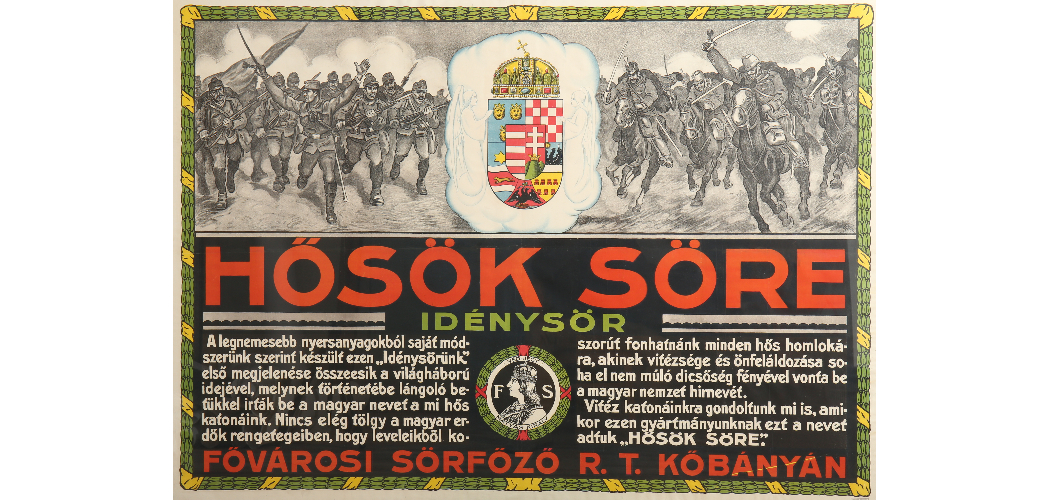 HŐSÖK SÖRE
IDÉNYSÖR
A legnemesebb nyersanyagokból saját mód-
szerünk szerint készült ezen „Idénysörünk”
első megjelenése összeesik a világháború
idejével, melynek történetébe lángoló be-
tűkkel irták be a magyar nevet a mi hős
katonáink. Nincs elég tölgy a magyar er-
dők rengetegeiben, hogy leveleikből ko-
szorút fonhatnánk minden hős homloká-
ra, akinek vitézsége és önfeláldozása so-
ha el nem múló dicsőség fényével vonta be
a magyar nemzet hirnevét.
Vitéz katonáinkra gondoltunk mi is, ami-
kor ezen gyártmányunknak ezt a nevet
adtuk „HŐSÖK SÖRE”.
F S
FŐVÁROSI SÖRFŐZŐ R. T. KŐBÁNYÁN